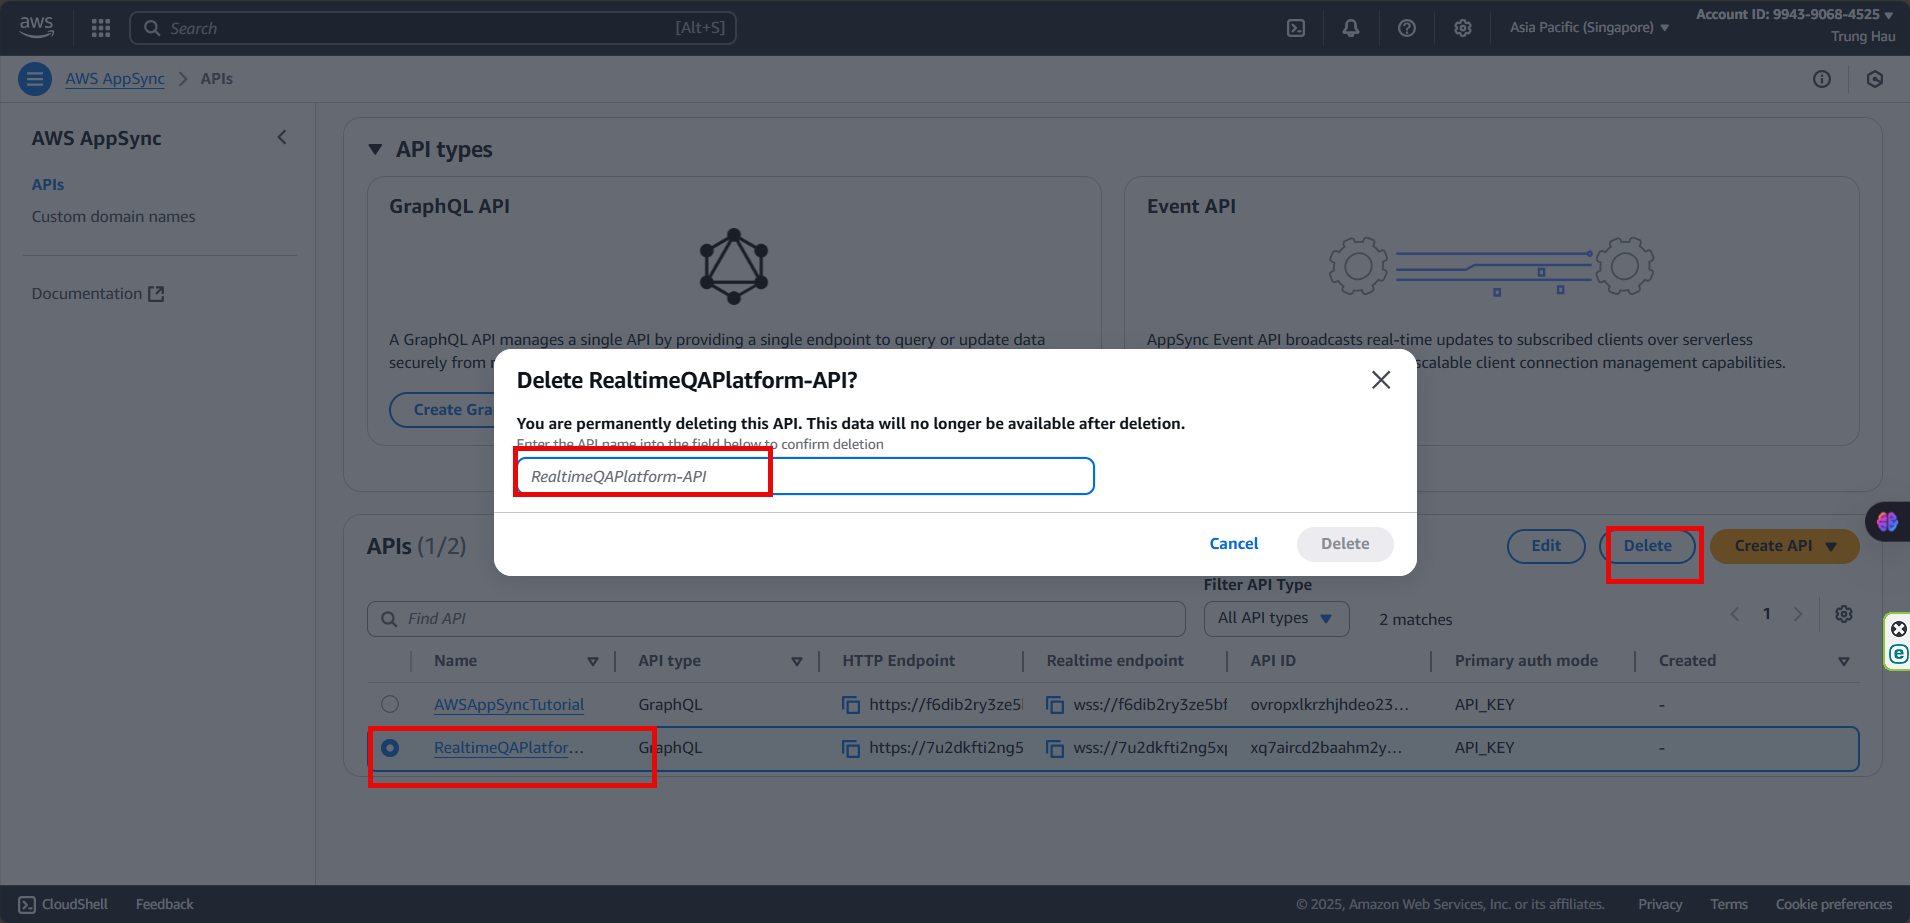 aws
Search
[Alt+S]
Asia Pacific (Singapore)
Account ID: 9943-9068-4525
Trung Hau
AWS AppSync
APIs
AWS AppSync
APIs
Custom domain names
Documentation
API types
GraphQL API
A GraphQL API manages a single API by providing a single endpoint to query or update data
securely from
Create Gra
Event API
AppSync Event API broadcasts real-time updates to subscribed clients over serverless
scalable client connection management capabilities.
Delete RealtimeQAPlatform-API?
You are permanently deleting this API. This data will no longer be available after deletion.
Enter the API name into the field below to confirm deletion
RealtimeQAPlatform-API
Cancel
Delete
APIs (1/2)
Edit
Delete
Create API
Find API
Filter API Type
All API types
2 matches
1
Name API type HTTP Endpoint Realtime endpoint API ID Primary auth mode Created
AWSAppSyncTutorial GraphQL https://f6dib2ry3ze5 wss://f6dib2ry3ze5bf ovropxlkrzhjhdeo23... API_KEY -
RealtimeQAPlatfor... GraphQL https://7u2dkfti2ng5 wss://7u2dkfti2ng5x xq7aircd2baahm2y... API_KEY -
CloudShell
Feedback
© 2025, Amazon Web Services, Inc. or its affiliates.
Privacy
Terms
Cookie preferences